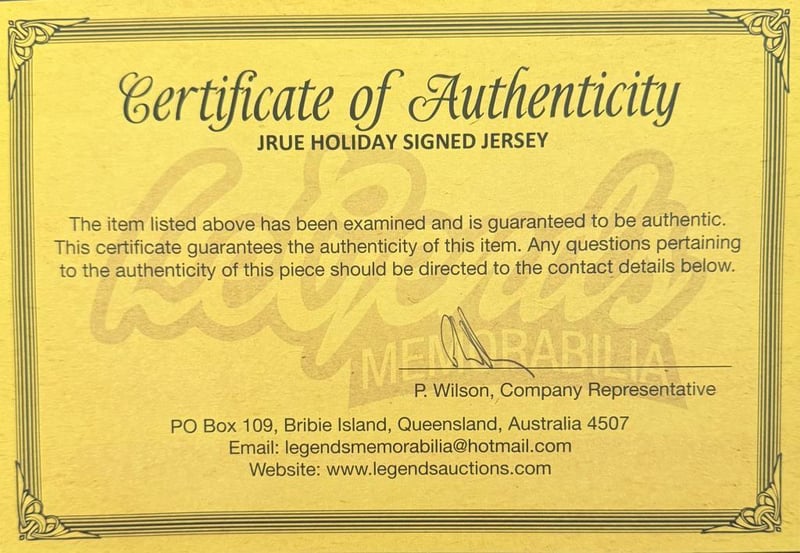 Certificate of Authenticity
JRUE HOLIDAY SIGNED JERSEY
Legends
MEMORABILIA
The item listed above has been examined and is guaranteed to be authentic.
This certificate guarantees the authenticity of this item. Any questions pertaining
to the authenticity of this piece should be directed to the contact details below.
P. Wilson, Company Representative
PO Box 109, Bribie Island, Queensland, Australia 4507
Email: legendsmemorabilia@hotmail.com
Website: www.legendsauctions.com